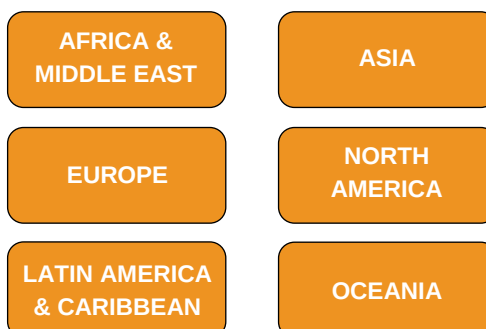 AFRICA &
MIDDLE EAST
ASIA
EUROPE
NORTH
AMERICA
LATIN AMERICA
& CARIBBEAN
OCEANIA